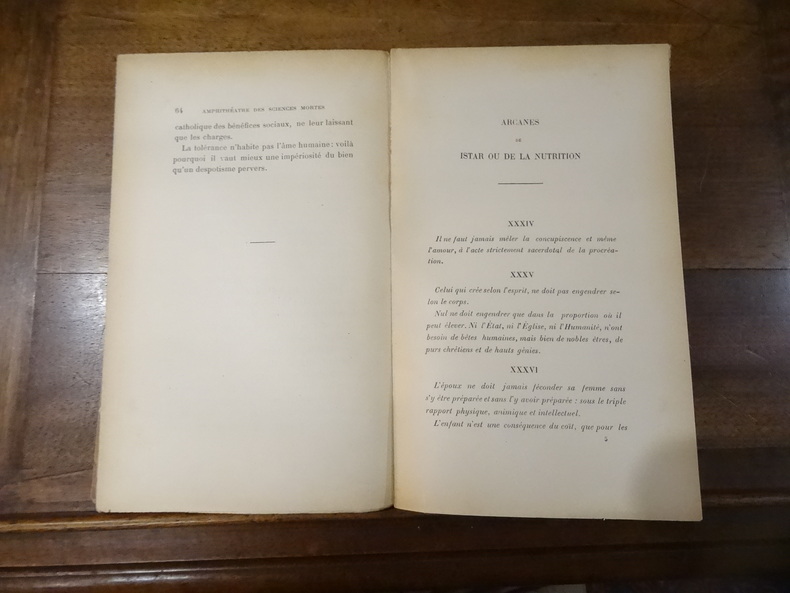 64 AMPHITHÉATRE DES SCIENCES MORTES
catholique des bénéfices sociaux, ne leur laissant
que les charges.
La tolérance n'habite pas l'âme humaine; voilà
pourquoi il vaut mieux une impériosité du bien
qu'un despotisme pervers.
ARCANES
DE
ISTAR OU DE LA NUTRITION
XXXIV
Il ne faut jamais mêler la concupiscence et même
l'amour, à l'acte strictement sacerdotal de la procréa-
tion.
XXXV
Celui qui crée selon l'esprit, ne doit pas engendrer se-
lon le corps.
Nul ne doit engendrer que dans la proportion où il
peut élever. Ni l'État, ni l'Église, ni l'Humanité, n'ont
besoin de bêtes humaines, mais bien de nobles êtres, de
purs chrétiens et de hauts génies.
XXXVI
L'époux ne doit jamais féconder sa femme sans
s'y être préparée et sans l'y avoir préparée : sous le triple
rapport physique, animique et intellectuel.
L'enfant n'est une conséquence du coït, que pour les
5